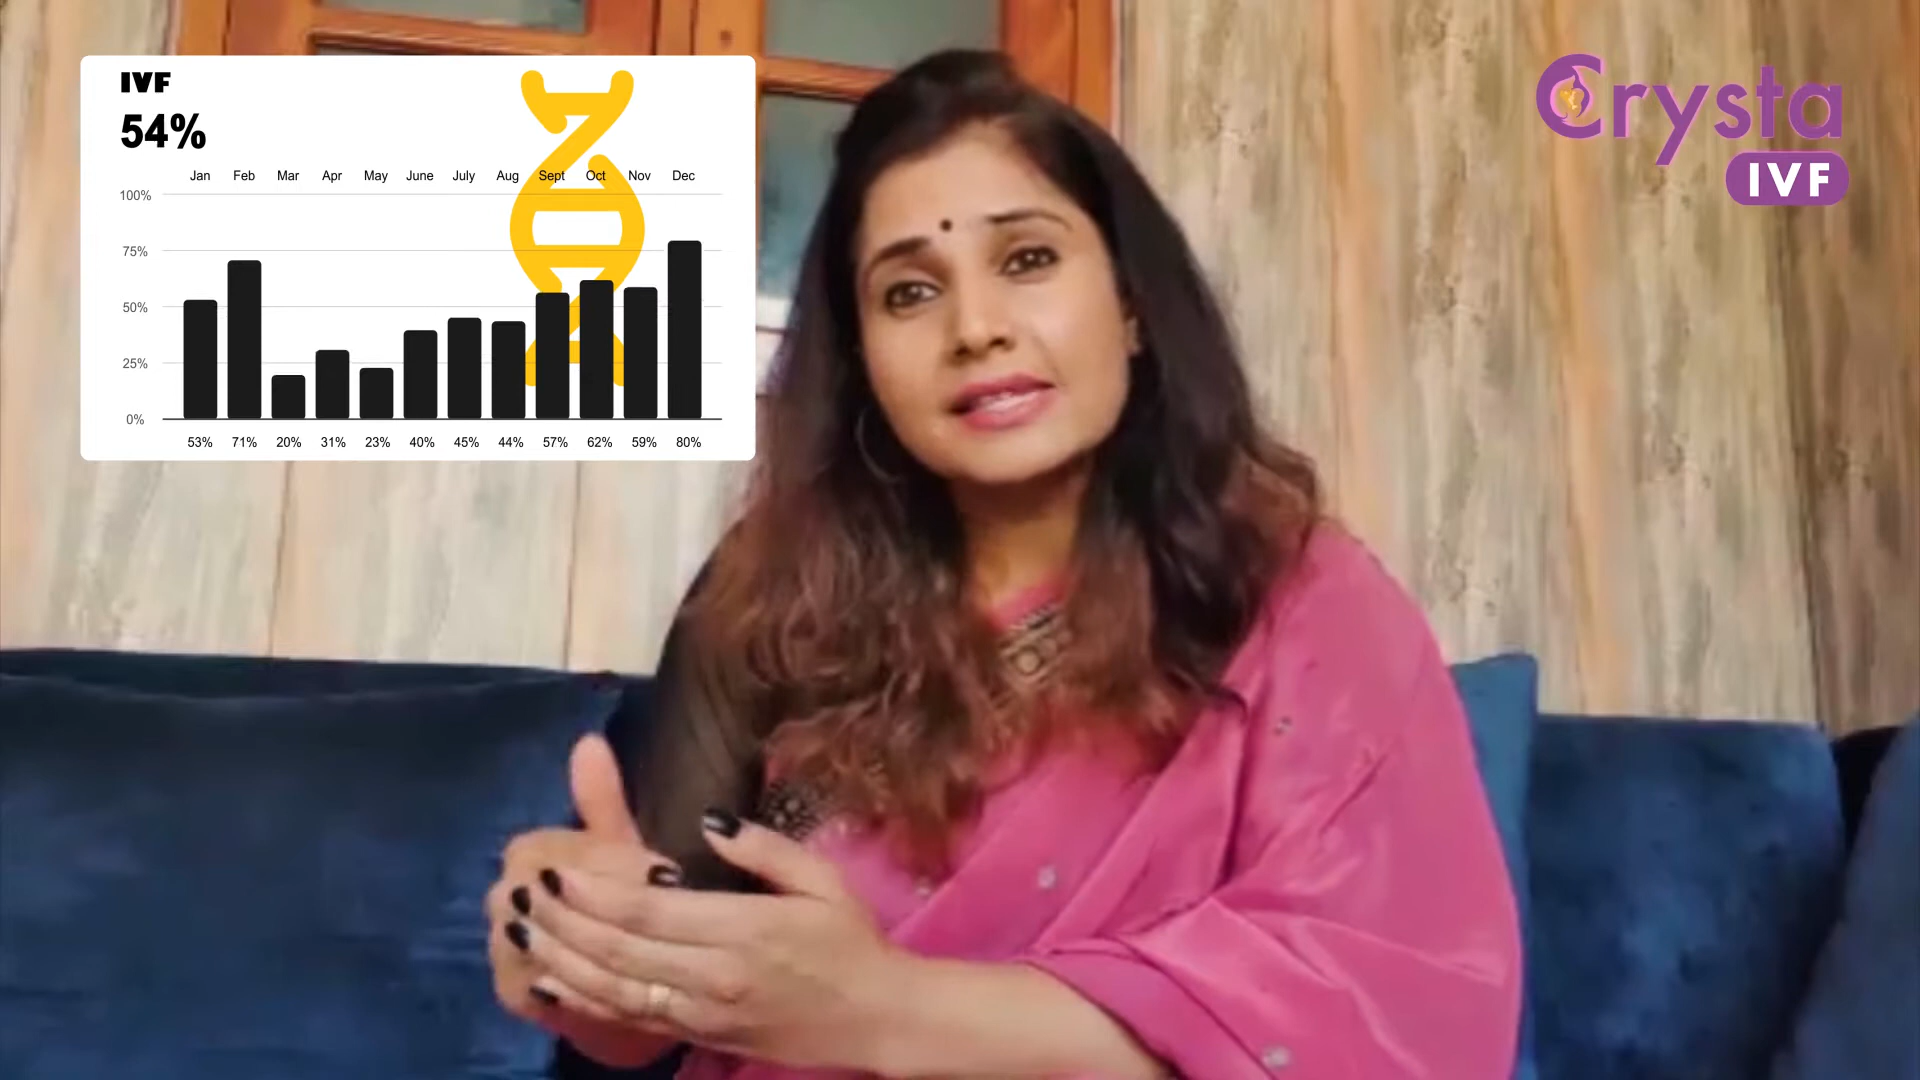 IVF
54%
Jan Feb Mar Apr May June July Aug Sept Oct Nov Dec
100%
75%
50%
25%
0%
53% 71% 20% 31% 23% 40% 45% 44% 57% 62% 59% 80%
Crysta
IVF